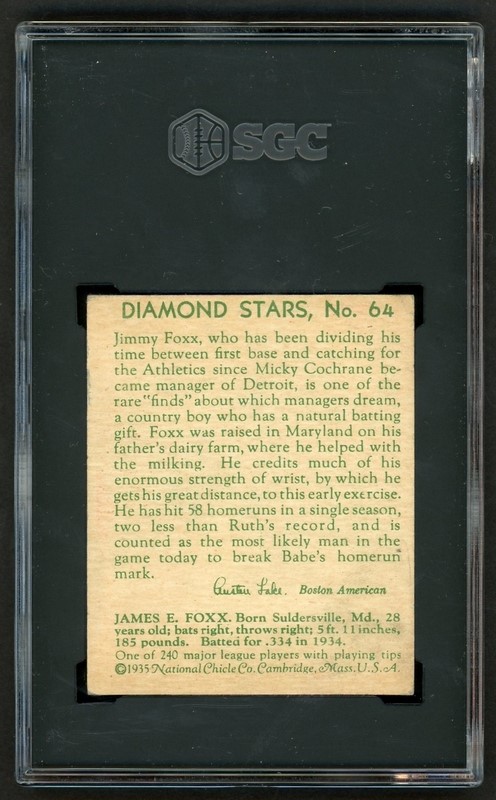 SGC
DIAMOND STARS, No. 64
Jimmy Foxx, who has been dividing his
time between first base and catching for
the Athletics since Micky Cochrane be-
came manager of Detroit, is one of the
rare "finds" about which managers dream,
a country boy who has a natural batting
gift. Foxx was raised in Maryland on his
father's dairy farm, where he helped with
the milking. He credits much of his
enormous strength of wrist, by which he
gets his great distance, to this early exercise.
He has hit 58 homeruns in a single season,
two less than Ruth's record, and is
counted as the most likely man in the
game today to break Babe's homerun
mark.
Austen Lake. Boston American
JAMES E. FOXX. Born Suldersville, Md., 28
years old; bats right, throws right; 5 ft. 11 inches,
185 pounds. Batted for .334 in 1934.
One of 240 major league players with playing tips
©1935 National Chicle Co. Cambridge, Mass. U.S.A.